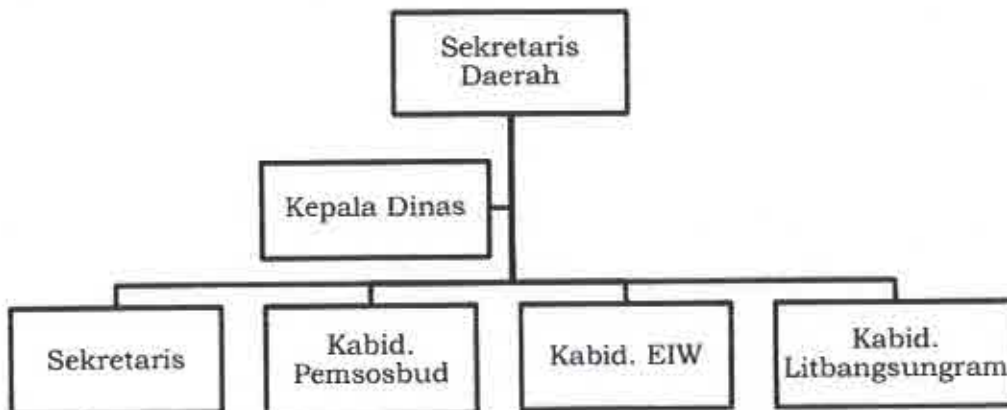 Sekretaris
Daerah
Kepala Dinas
Sekretaris
Kabid.
Pemsosbud
Kabid. EIW
Kabid.
Litbangsungram